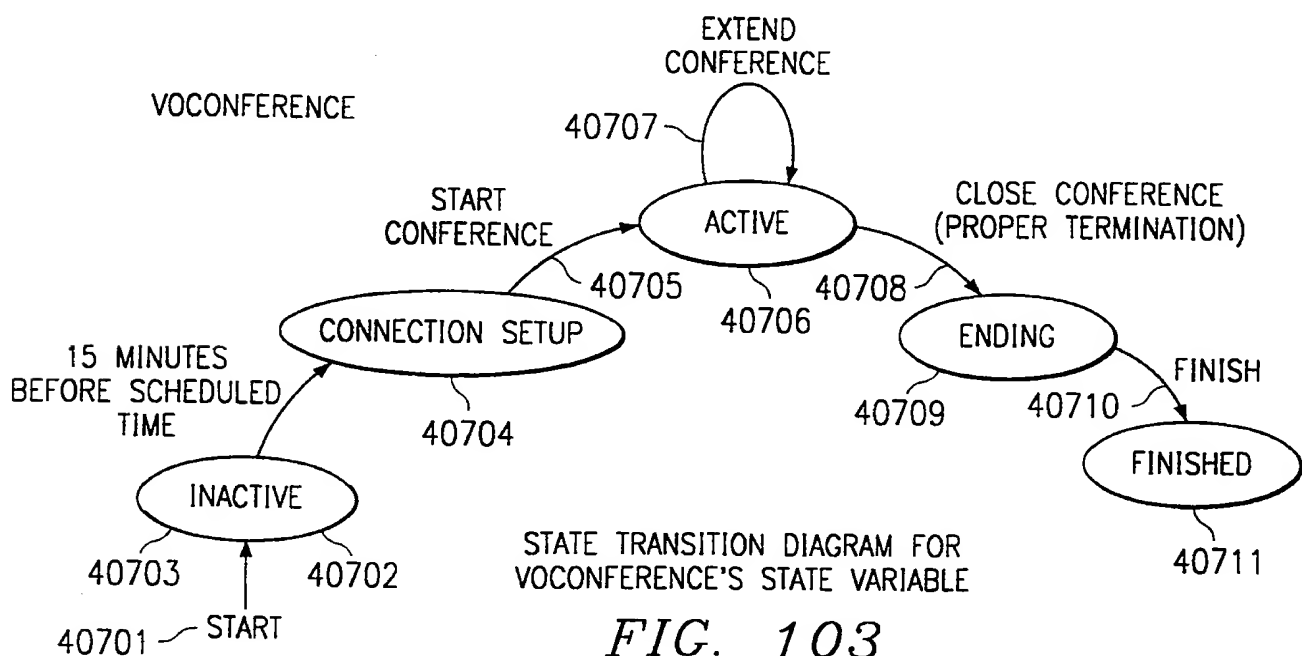 EXTEND
CONFERENCE
VOCONFERENCE
40707
START
CONFERENCE
CLOSE CONFERENCE
(PROPER TERMINATION)
ACTIVE
40705
40708
40706
CONNECTION SETUP
ENDING
15 MINUTES
BEFORE SCHEDULED
TIME
FINISH
40704
40709
40710
INACTIVE
FINISHED
40703
40702
STATE TRANSITION DIAGRAM FOR
VOCONFERENCE'S STATE VARIABLE
40711
40701
START
FIG. 103